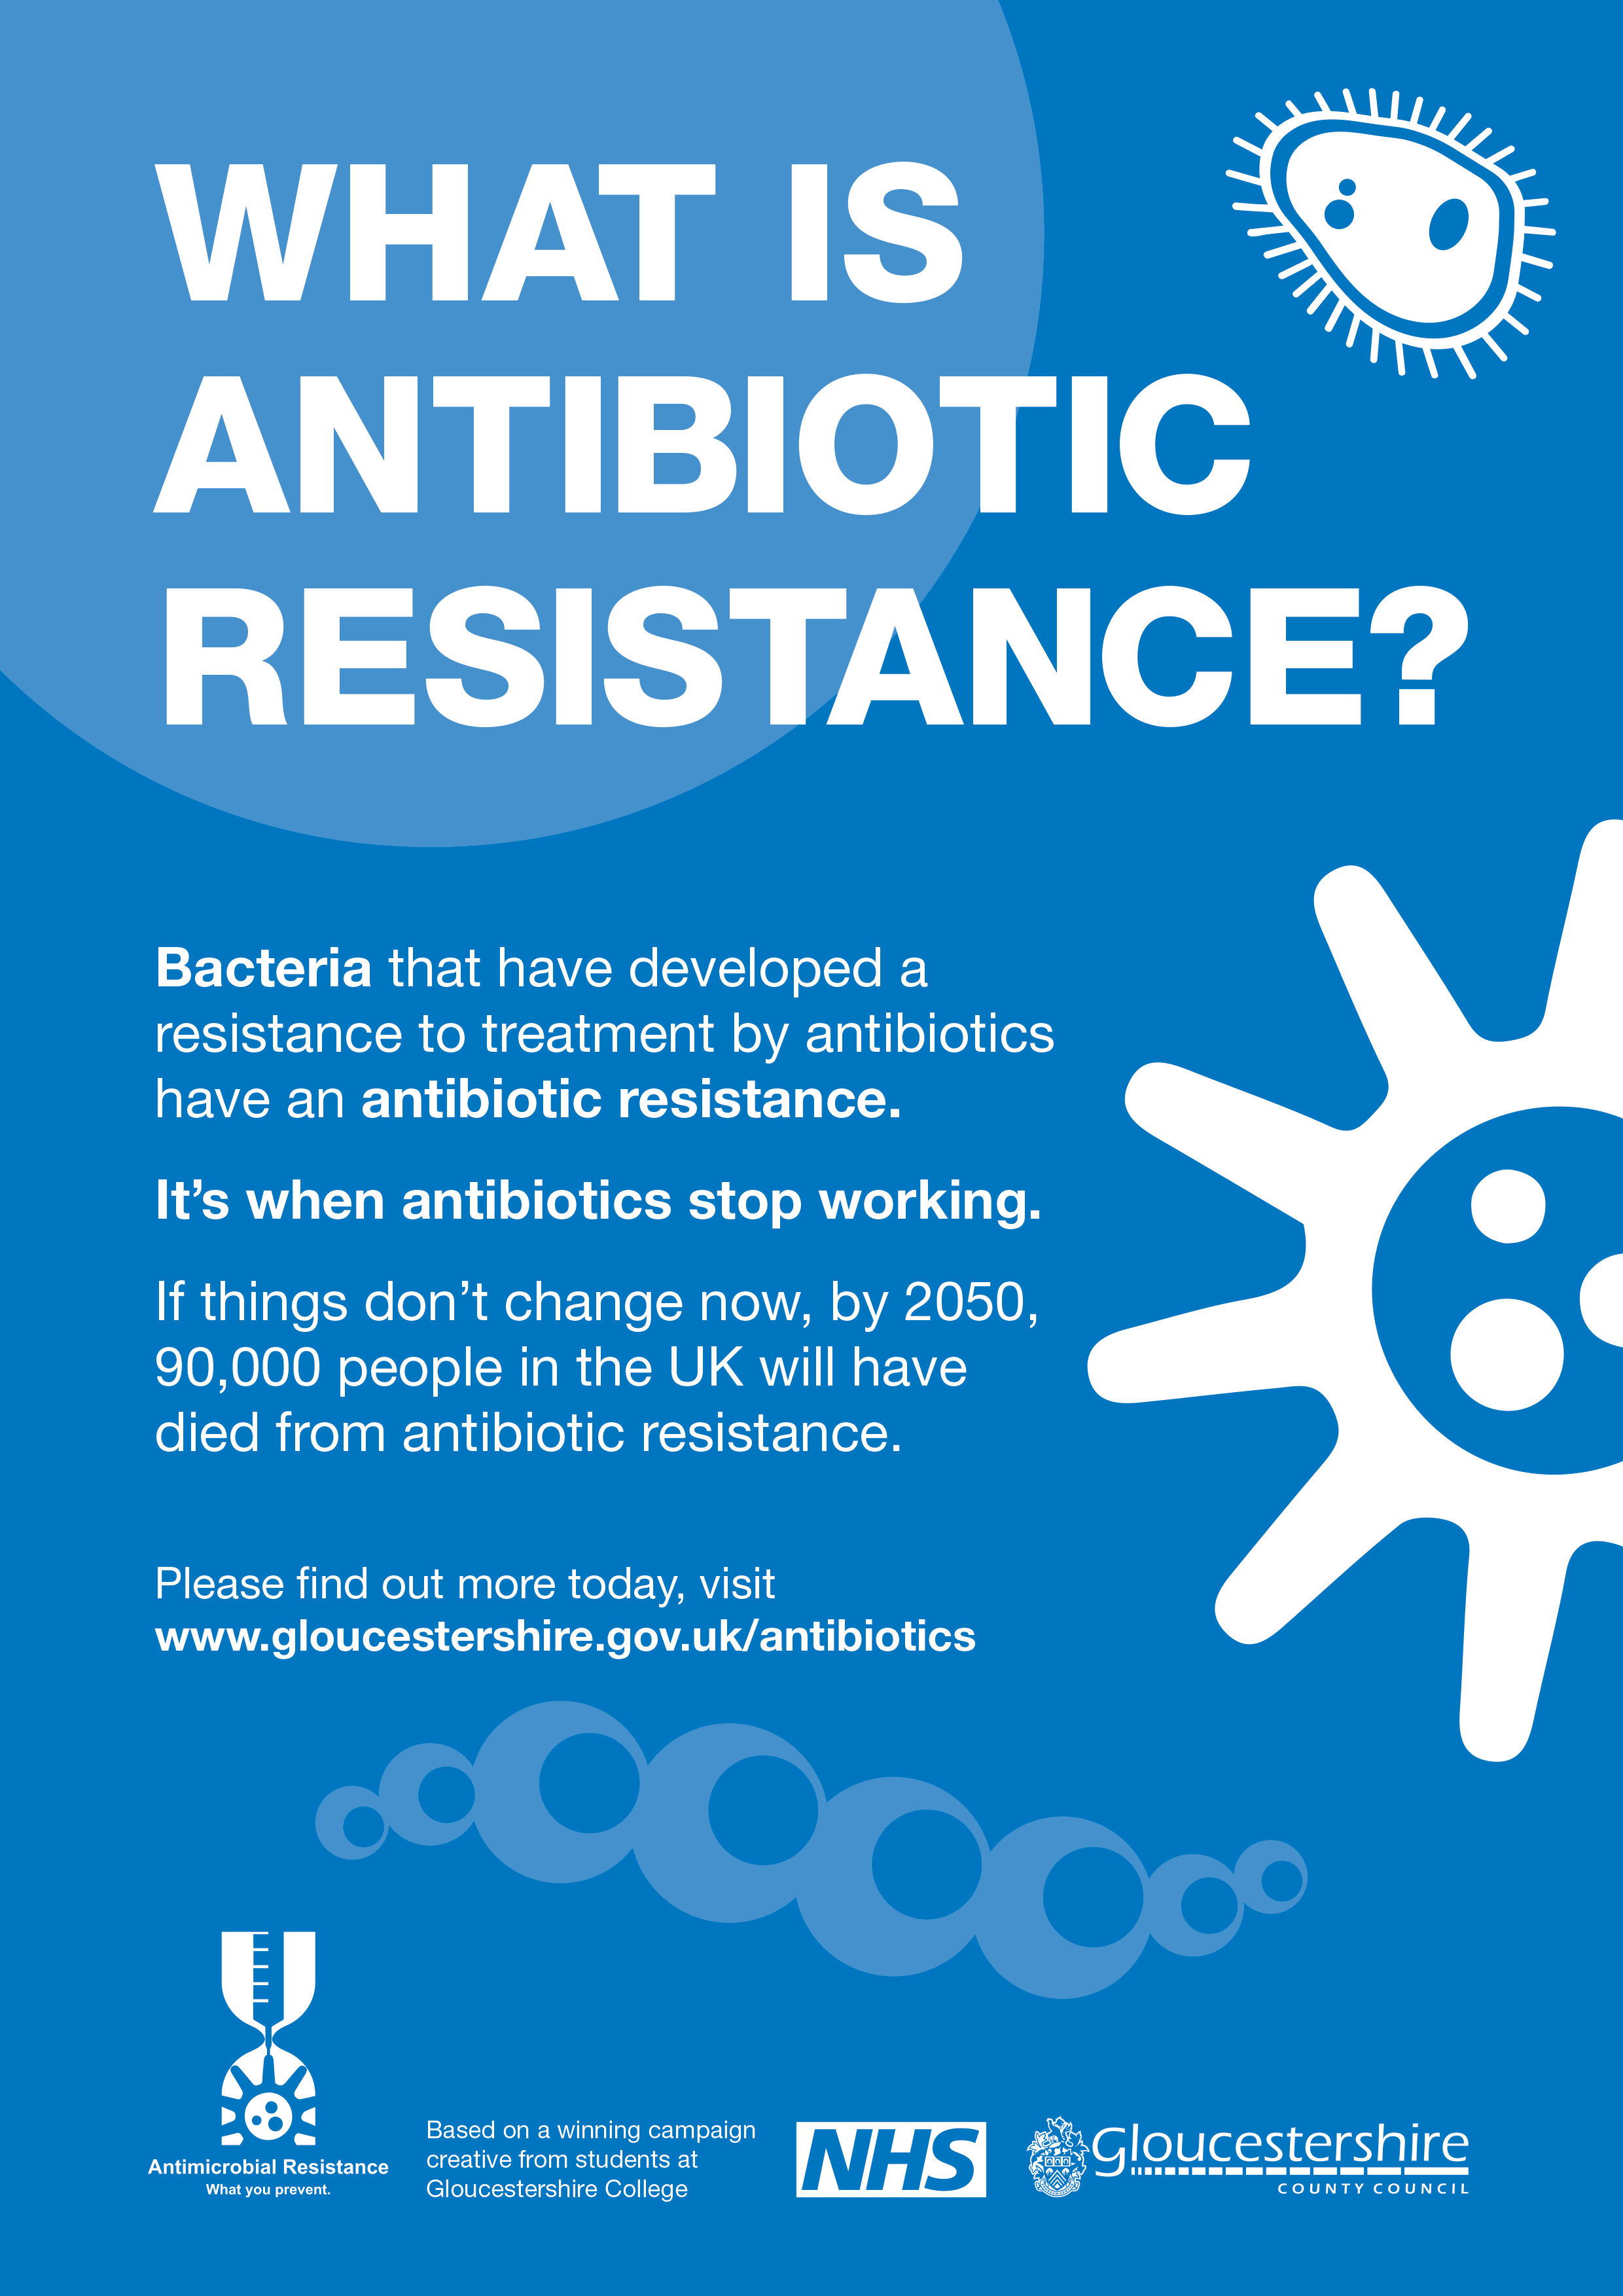 WHAT IS
ANTIBIOTIC
RESISTANCE?
Bacteria that have developed a
resistance to treatment by antibiotics
have an antibiotic resistance.
It’s when antibiotics stop working.
If things don’t change now, by 2050,
90,000 people in the UK will have
died from antibiotic resistance.
Please find out more today, visit
www.gloucestershire.gov.uk/antibiotics
Antimicrobial Resistance
What you prevent.
Based on a winning campaign
creative from students at
Gloucestershire College
NHS
Gloucestershire
COUNTY COUNCIL